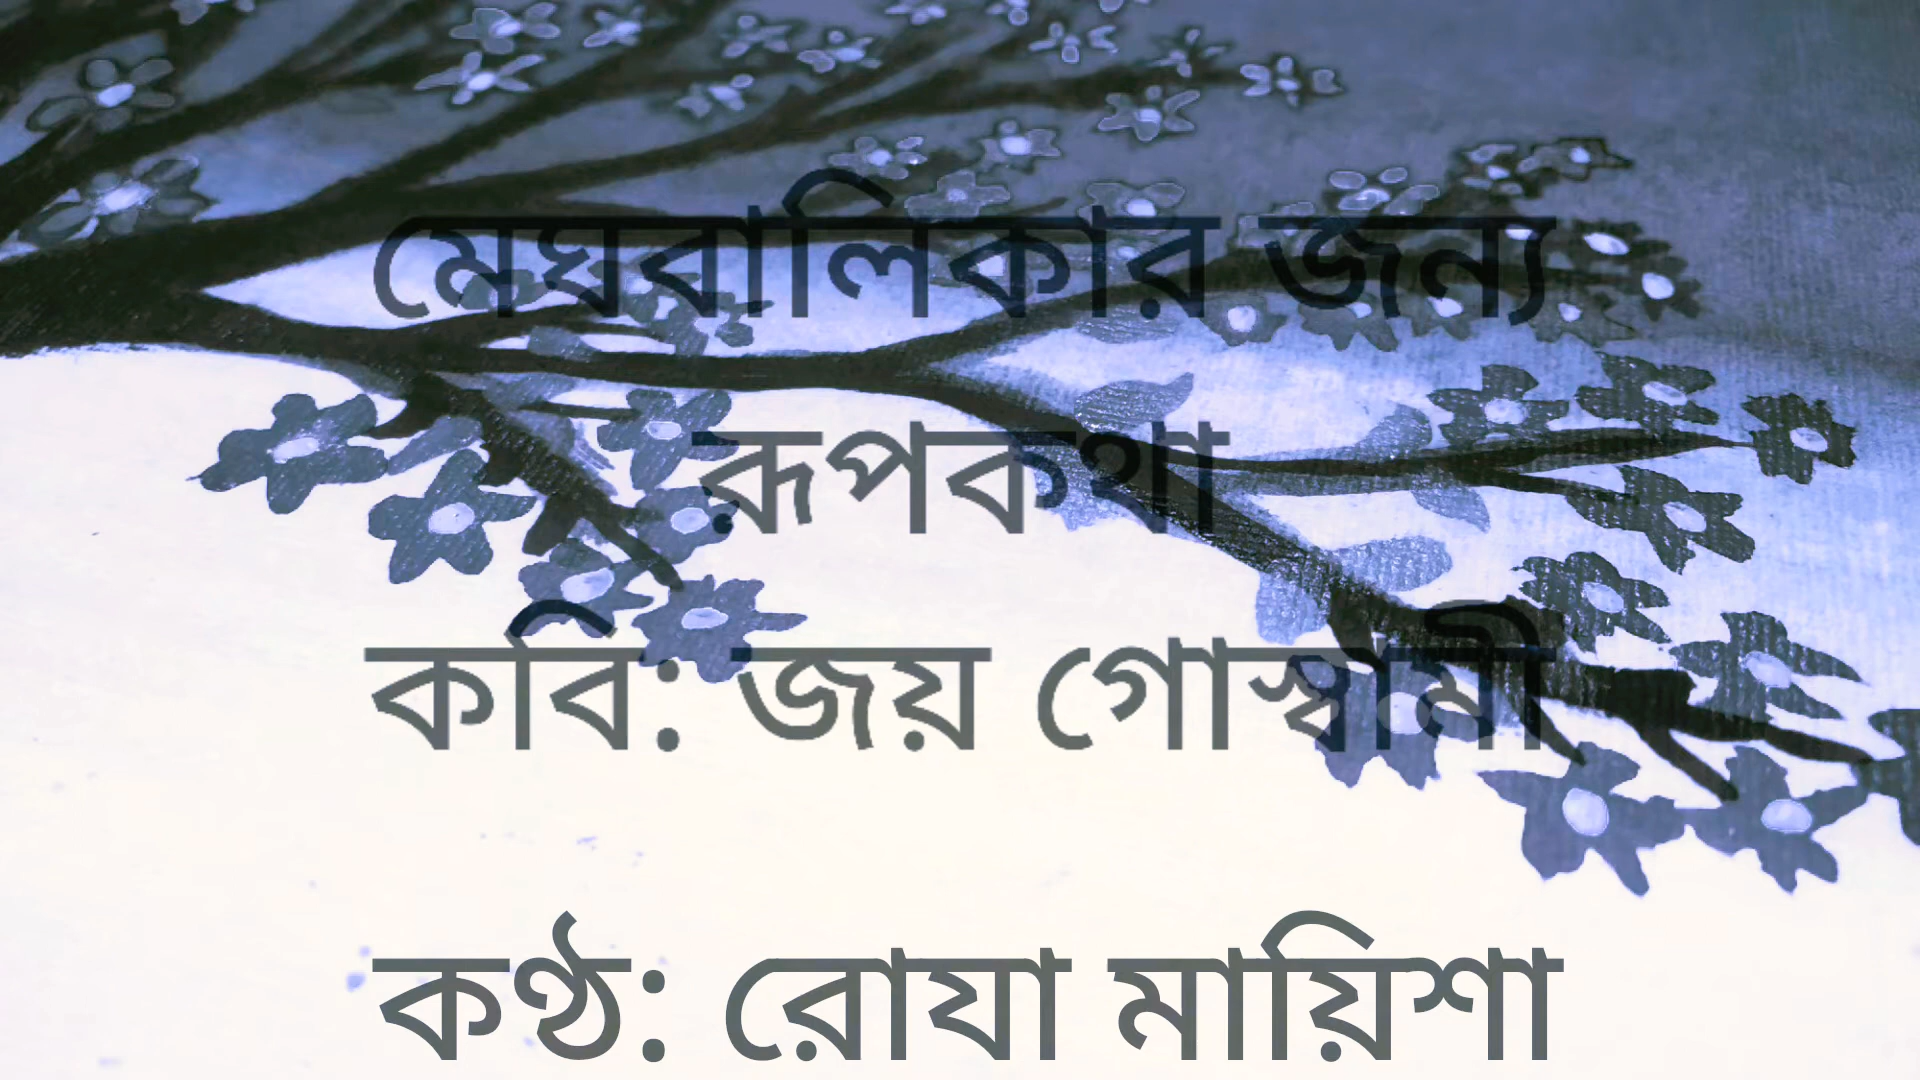 মেঘবালিকার জন্য
রূপকথা
কবি: জয় গোস্বামী
কণ্ঠ: রোযা মায়িশা